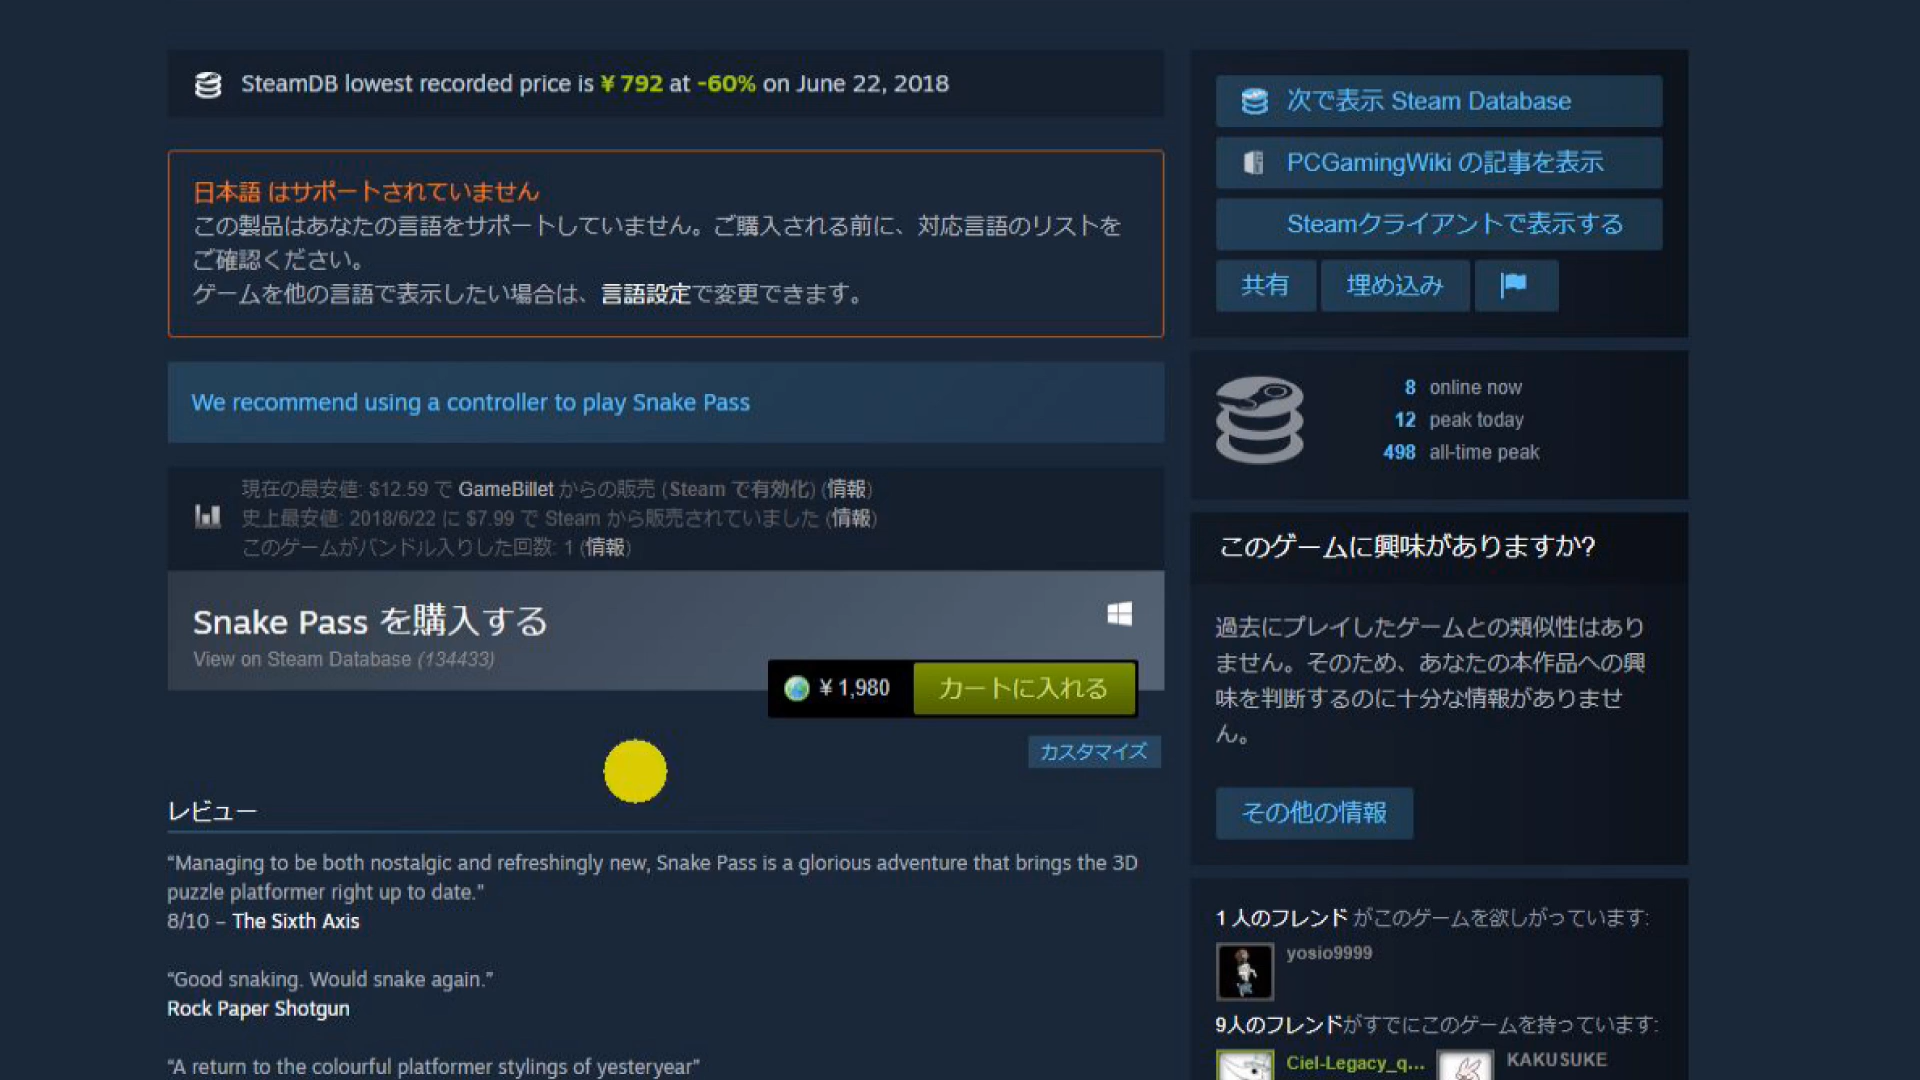 SteamDB lowest recorded price is ¥ 792 at -60% on June 22, 2018
日本語 はサポートされていません
この製品はあなたの言語をサポートしていません。ご購入される前に、対応言語のリストを
ご確認ください。
ゲームを他の言語で表示したい場合は、言語設定で変更できます。
We recommend using a controller to play Snake Pass
現在の最安値: $12.59 で GameBillet からの販売 (Steam で有効化) (情報)
史上最安値: 2018/6/22 に $7.99 で Steam から販売されていました (情報)
このゲームがバンドル入りした回数: 1 (情報)
Snake Pass を購入する
View on Steam Database (134433)
¥ 1,980
カートに入れる
カスタマイズ
レビュー
“Managing to be both nostalgic and refreshingly new, Snake Pass is a glorious adventure that brings the 3D
puzzle platformer right up to date.”
8/10 – The Sixth Axis
“Good snaking. Would snake again.”
Rock Paper Shotgun
“A return to the colourful platformer stylings of yesteryear”
次で表示 Steam Database
PCGamingWiki の記事を表示
Steamクライアントで表示する
共有
埋め込み
8 online now
12 peak today
498 all-time peak
このゲームに興味がありますか?
過去にプレイしたゲームとの類似性はあり
ません。そのため、あなたの本作品への興
味を判断するのに十分な情報がありませ
ん。
その他の情報
1 人のフレンド がこのゲームを欲しがっています:
yosio9999
9人のフレンドがすでにこのゲームを持っています:
Ciel-Legacy_q...
KAKUSUKE